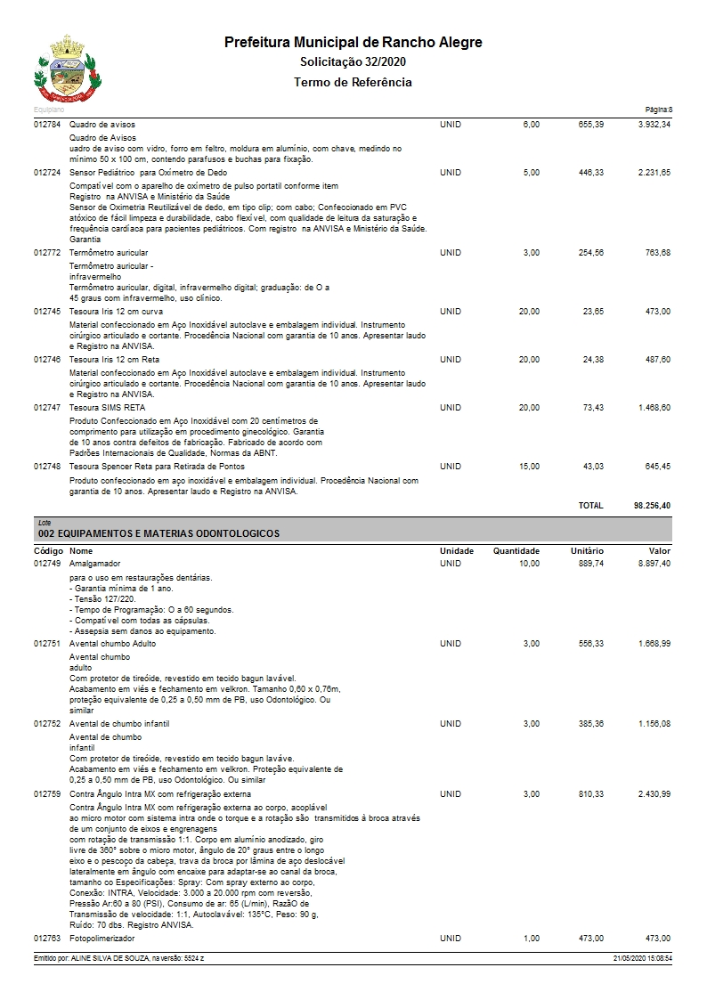 Prefeitura Municipal de Rancho Alegre
Solicitação 32/2020
Termo de Referência
Equiplano Página:8
012784 Quadro de avisos UNID 6,00 655,39 3.932,34
Quadro de Avisos
uadro de aviso com vidro, forro em feltro, moldura em alumínio, com chave, medindo no
mínimo 50 x 100 cm, contendo parafusos e buchas para fixação.
012724 Sensor Pediátrico para Oxímetro de Dedo UNID 5,00 446,33 2.231,65
Compatível com o aparelho de oxímetro de pulso portatil conforme item
Registro na ANVISA e Ministério da Saúde
Sensor de Oximetria Reutilizável de dedo, em tipo clip; com cabo; Confeccionado em PVC
atóxico de fácil limpeza e durabilidade, cabo flexível, com qualidade de leitura da saturação e
frequência cardíaca para pacientes pediátricos. Com registro na ANVISA e Ministério da Saúde.
Garantia
012772 Termômetro auricular UNID 3,00 254,56 763,68
Termômetro auricular -
infravermelho
Termômetro auricular, digital, infravermelho digital; graduação: de O a
45 graus com infravermelho, uso clínico.
012745 Tesoura Iris 12 cm curva UNID 20,00 23,65 473,00
Material confeccionado em Aço Inoxidável autoclave e embalagem individual. Instrumento
cirúrgico articulado e cortante. Procedência Nacional com garantia de 10 anos. Apresentar laudo
e Registro na ANVISA.
012746 Tesoura Iris 12 cm Reta UNID 20,00 24,38 487,60
Material confeccionado em Aço Inoxidável autoclave e embalagem individual. Instrumento
cirúrgico articulado e cortante. Procedência Nacional com garantia de 10 anos. Apresentar laudo
e Registro na ANVISA.
012747 Tesoura SIMS RETA UNID 20,00 73,43 1.468,60
Produto Confeccionado em Aço Inoxidável com 20 centímetros de
comprimento para utilização em procedimento ginecológico. Garantia
de 10 anos contra defeitos de fabricação. Fabricado de acordo com
Padrões Internacionais de Qualidade, Normas da ABNT.
012748 Tesoura Spencer Reta para Retirada de Pontos UNID 15,00 43,03 645,45
Produto confeccionado em aço inoxidável e embalagem individual. Procedência Nacional com
garantia de 10 anos. Apresentar laudo e Registro na ANVISA.
TOTAL 98.256,40
Lote
002 EQUIPAMENTOS E MATERIAS ODONTOLOGICOS
Código Nome Unidade Quantidade Unitário Valor
012749 Amalgamador UNID 10,00 889,74 8.897,40
para o uso em restaurações dentárias.
- Garantia mínima de 1 ano.
- Tensão 127/220.
- Tempo de Programação: O a 60 segundos.
- Compatível com todas as cápsulas.
- Assepsia sem danos ao equipamento.
012751 Avental chumbo Adulto UNID 3,00 556,33 1.668,99
Avental chumbo
adulto
Com protetor de tireóide, revestido em tecido bagun lavável.
Acabamento em viés e fechamento em velkron. Tamanho 0,60 x 0,76m,
proteção equivalente de 0,25 a 0,50 mm de PB, uso Odontológico. Ou
similar
012752 Avental de chumbo infantil UNID 3,00 385,36 1.156,08
Avental de chumbo
infantil
Com protetor de tireóide, revestido em tecido bagun laváve.
Acabamento em viés e fechamento em velkron. Proteção equivalente de
0,25 a 0,50 mm de PB, uso Odontológico. Ou similar
012759 Contra Ângulo Intra MX com refrigeração externa UNID 3,00 810,33 2.430,99
Contra Ângulo Intra MX com refrigeração externa ao corpo, acoplável
ao micro motor com sistema intra onde o torque e a rotação são transmitidos à broca através
de um conjunto de eixos e engrenagens
com rotação de transmissão 1:1. Corpo em alumínio anodizado, giro
livre de 360° sobre o micro motor, ângulo de 20° graus entre o longo
eixo e o pescoço da cabeça, trava da broca por lâmina de aço deslocável
lateralmente em ângulo com encaixe para adaptar-se ao canal da broca,
tamanho co Especificações: Spray: Com spray externo ao corpo,
Conexão: INTRA, Velocidade: 3.000 a 20.000 rpm com reversão,
Pressão Ar:60 a 80 (PSI), Consumo de ar: 65 (L/min), RazãO de
Transmissão de velocidade: 1:1, Autoclavável: 135°C, Peso: 90 g,
Ruído: 70 dbs. Registro ANVISA.
012763 Fotopolimerizador UNID 1,00 473,00 473,00
Emitido por: ALINE SILVA DE SOUZA, na versão: 5524 z 21/05/2020 15:08:54